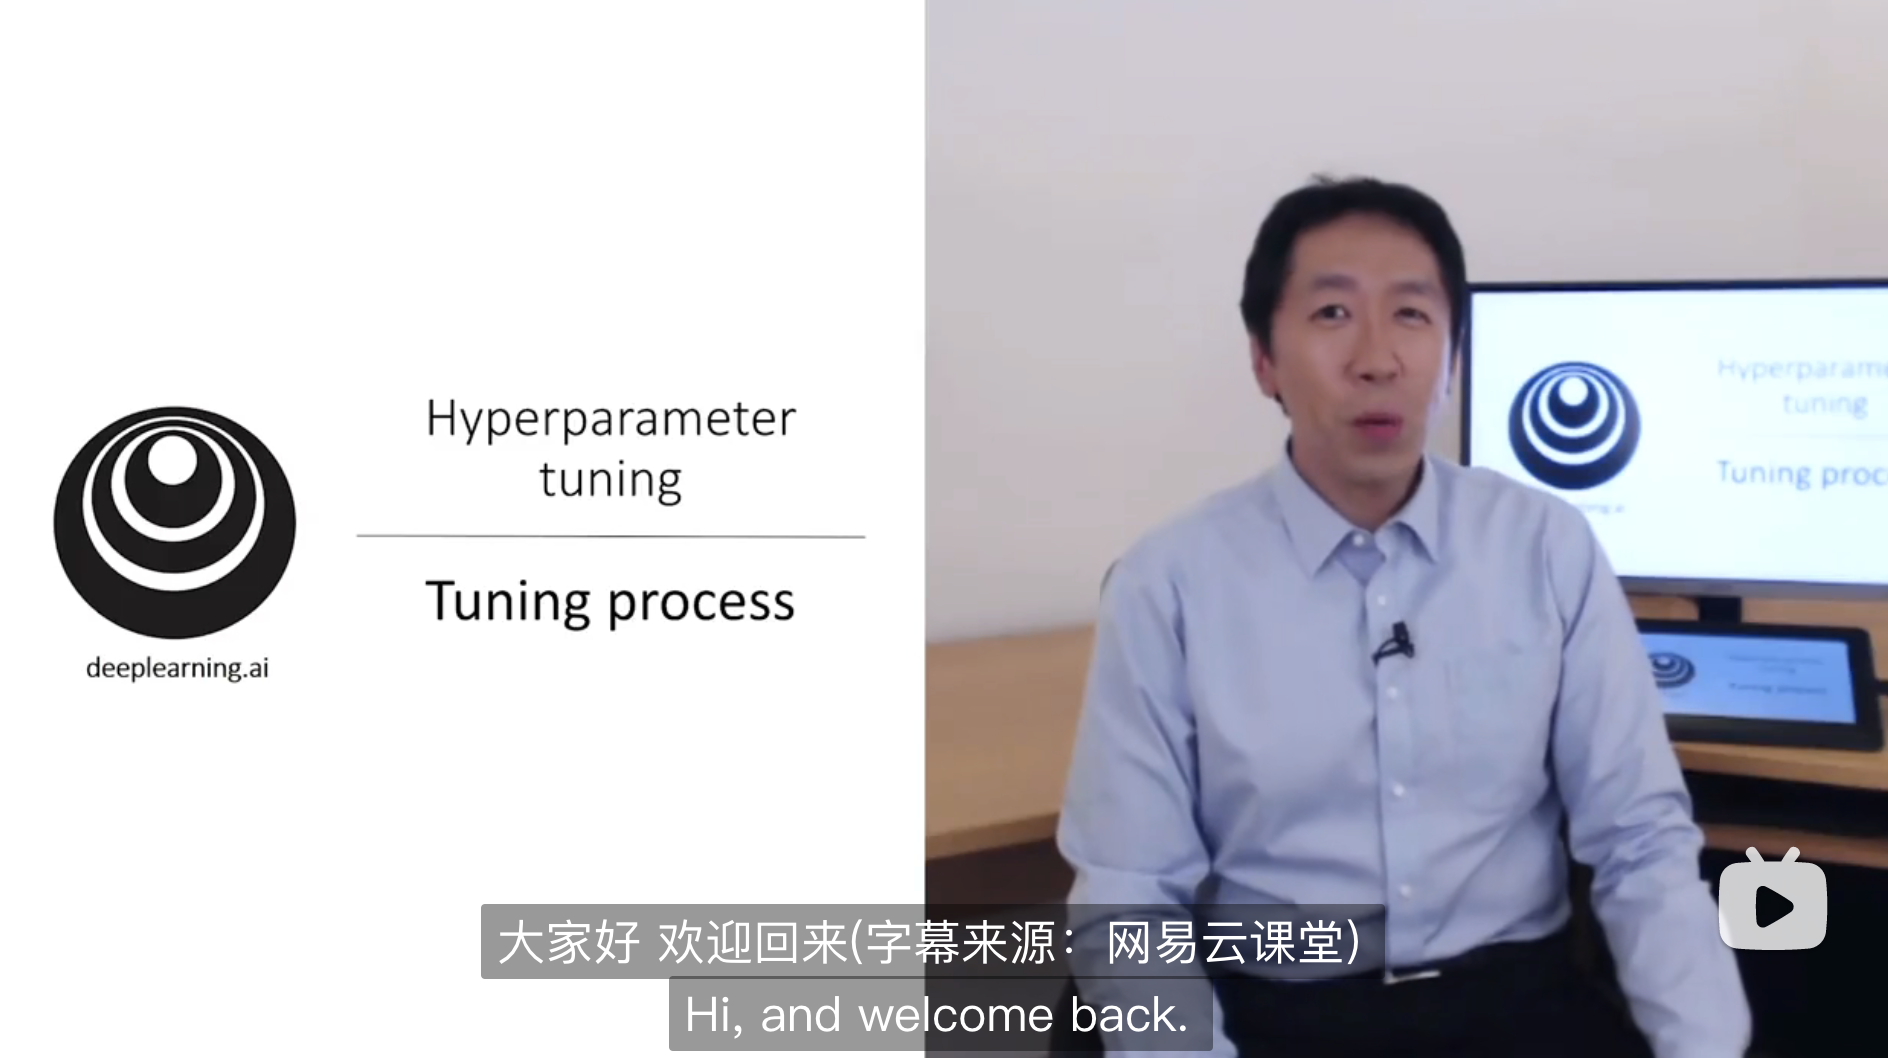 Hyperparameter
tuning
Tuning process
deeplearning.ai
Hyperparame
tuning
Tuning proc
大家好 欢迎回来(字幕来源：网易云课堂)
Hi, and welcome back.